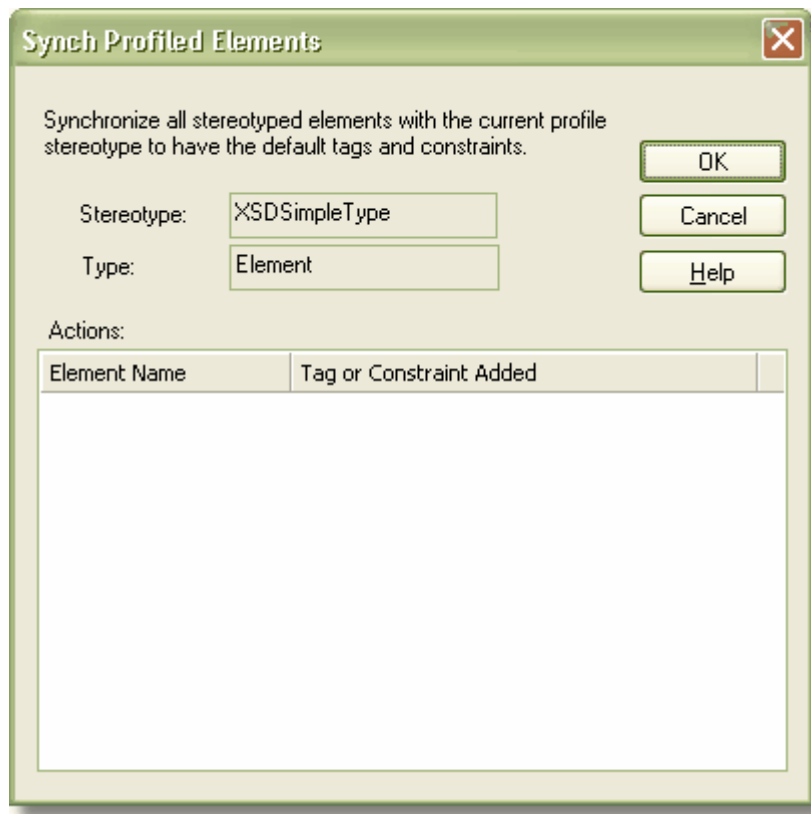 Synch Profiled Elements
Synchronize all stereotyped elements with the current profile
stereotype to have the default tags and constraints.
OK
Stereotype: XSDSimpleType
Cancel
Type: Element
Help
Actions:
Element Name Tag or Constraint Added